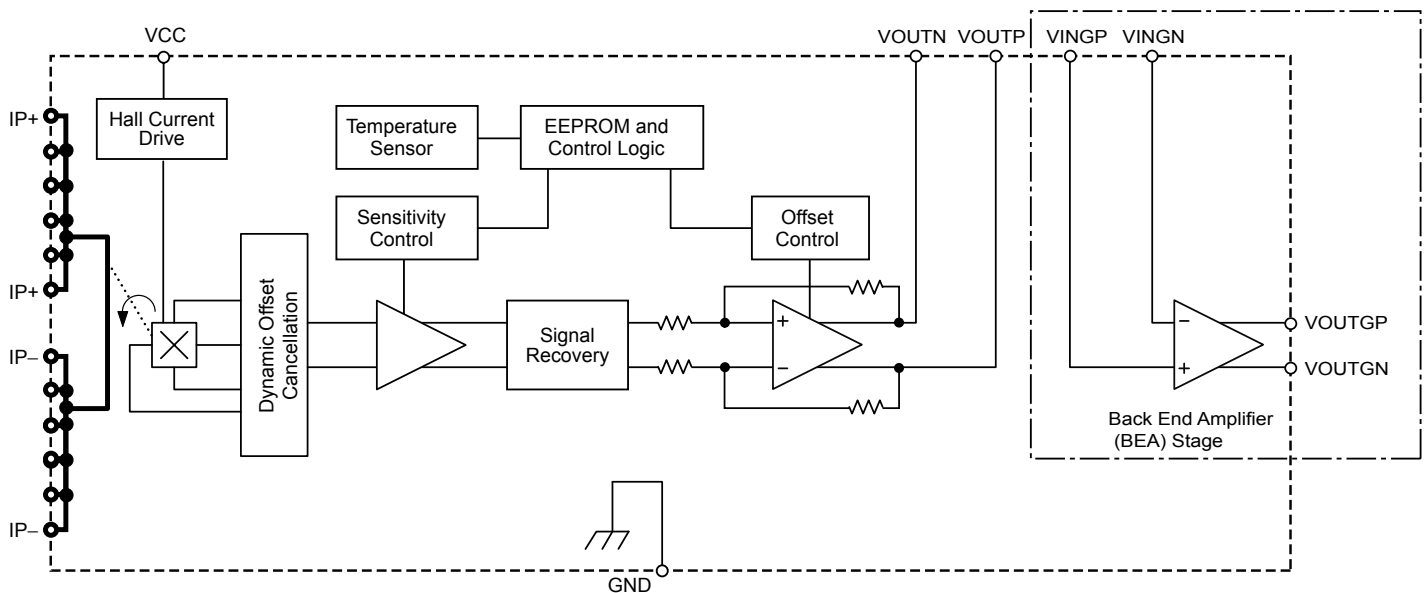 VCC
VOUTN
VOUTP
VINGP
VINGN
IP+
Hall Current
Drive
Temperature
Sensor
EEPROM and
Control Logic
Sensitivity
Control
Offset
Control
IP+
Dynamic Offset
Cancellation
Signal
Recovery
+
−
−
+
VOUTGP
VOUTGN
IP−
Back End Amplifier
(BEA) Stage
IP−
GND